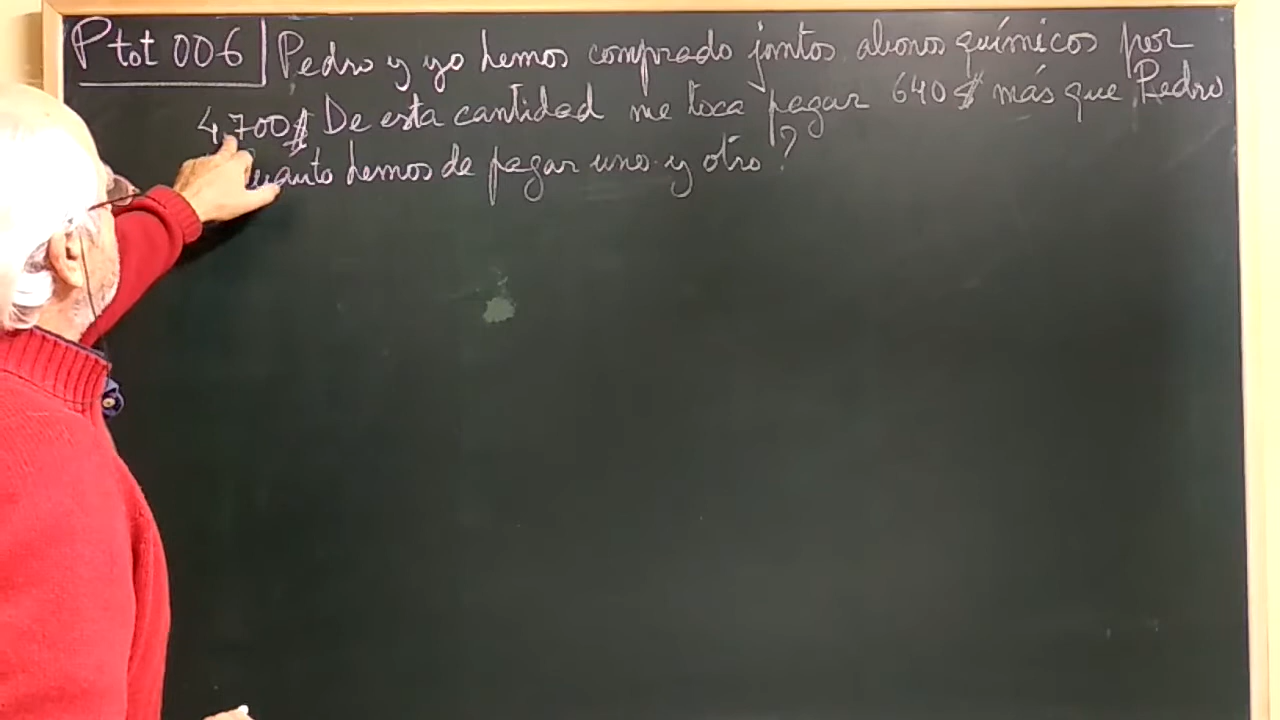 Ptot 006 Pedro y yo hemos comprado juntos abonos químicos por
4.700$ De esta cantidad me toca pagar 640$ más que Pedro
uánto hemos de pagar uno y otro?